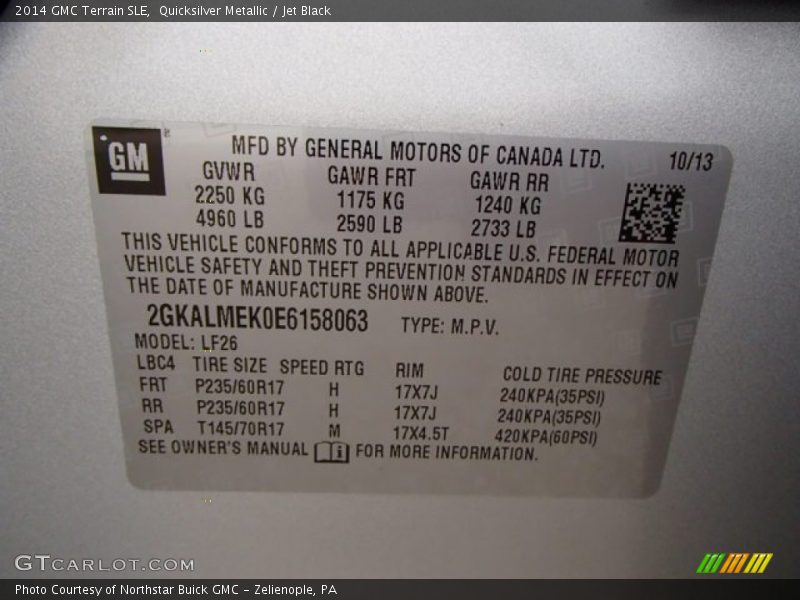 2014 GMC Terrain SLE,  Quicksilver Metallic / Jet Black
GM
MFD BY GENERAL MOTORS OF CANADA LTD. 10/13
GVWR GAWR FRT GAWR RR
2250 KG 1175 KG 1240 KG
4960 LB 2590 LB 2733 LB
THIS VEHICLE CONFORMS TO ALL APPLICABLE U.S. FEDERAL MOTOR
VEHICLE SAFETY AND THEFT PREVENTION STANDARDS IN EFFECT ON
THE DATE OF MANUFACTURE SHOWN ABOVE.
2GKALMEK0E6158063 TYPE: M.P.V.
MODEL: LF26
LBC4 TIRE SIZE SPEED RTG RIM COLD TIRE PRESSURE
FRT P235/60R17 H 17X7J 240KPA(35PSI)
RR P235/60R17 H 17X7J 240KPA(35PSI)
SPA T145/70R17 M 17X4.5T 420KPA(60PSI)
SEE OWNER'S MANUAL i FOR MORE INFORMATION.
GTCARLOT.COM
Photo Courtesy of Northstar Buick GMC - Zelienople, PA